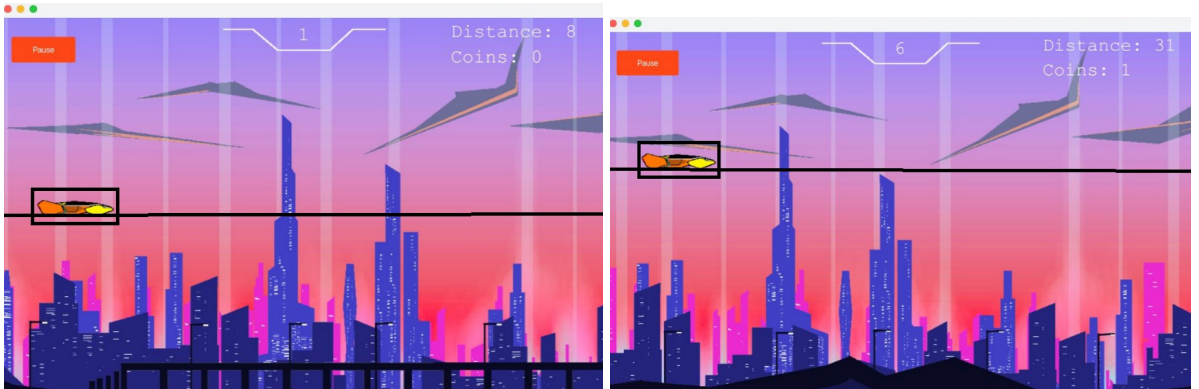 Pause
1
Distance: 8
Coins: 0
Pause
6
Distance: 31
Coins: 1